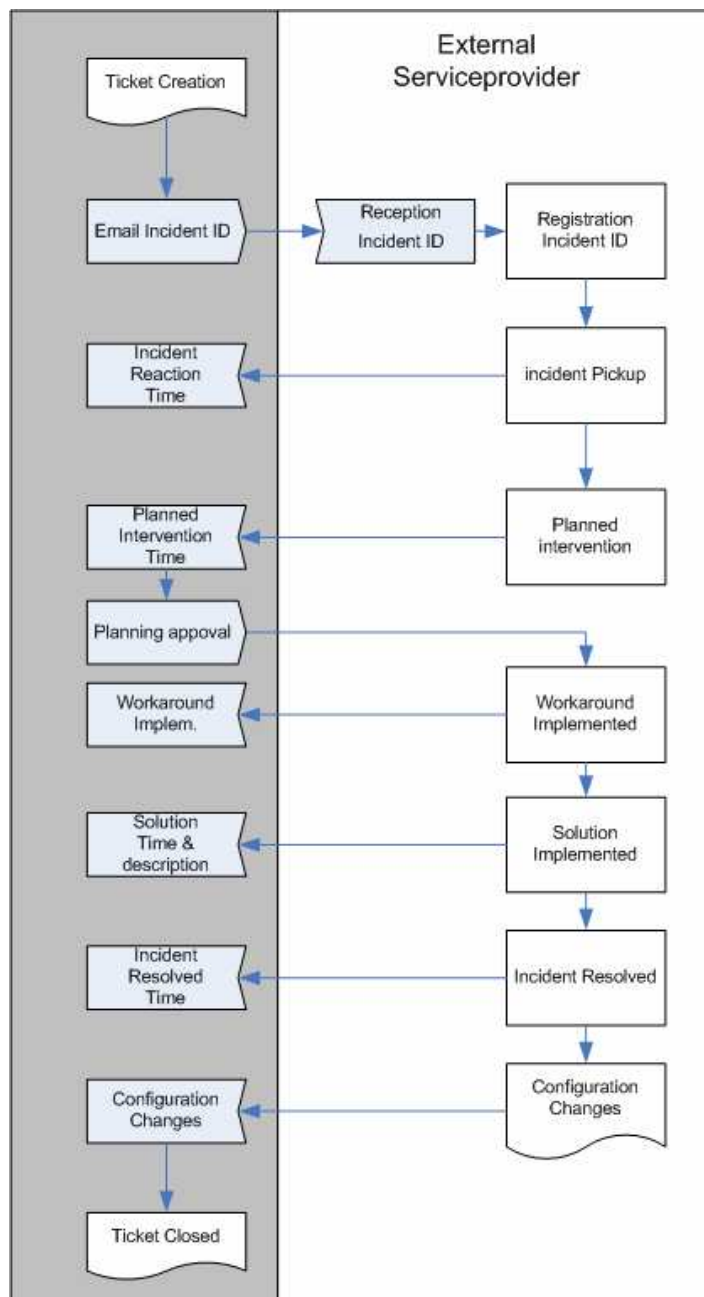 External
Serviceprovider
Ticket Creation
Email Incident ID
Reception
Incident ID
Registration
Incident ID
Incident
Reaction
Time
incident Pickup
Planned
Intervention
Time
Planned
intervention
Planning appoval
Workaround
Implem.
Workaround
Implemented
Solution
Time &
description
Solution
Implemented
Incident
Resolved
Time
Incident Resolved
Configuration
Changes
Configuration
Changes
Ticket Closed